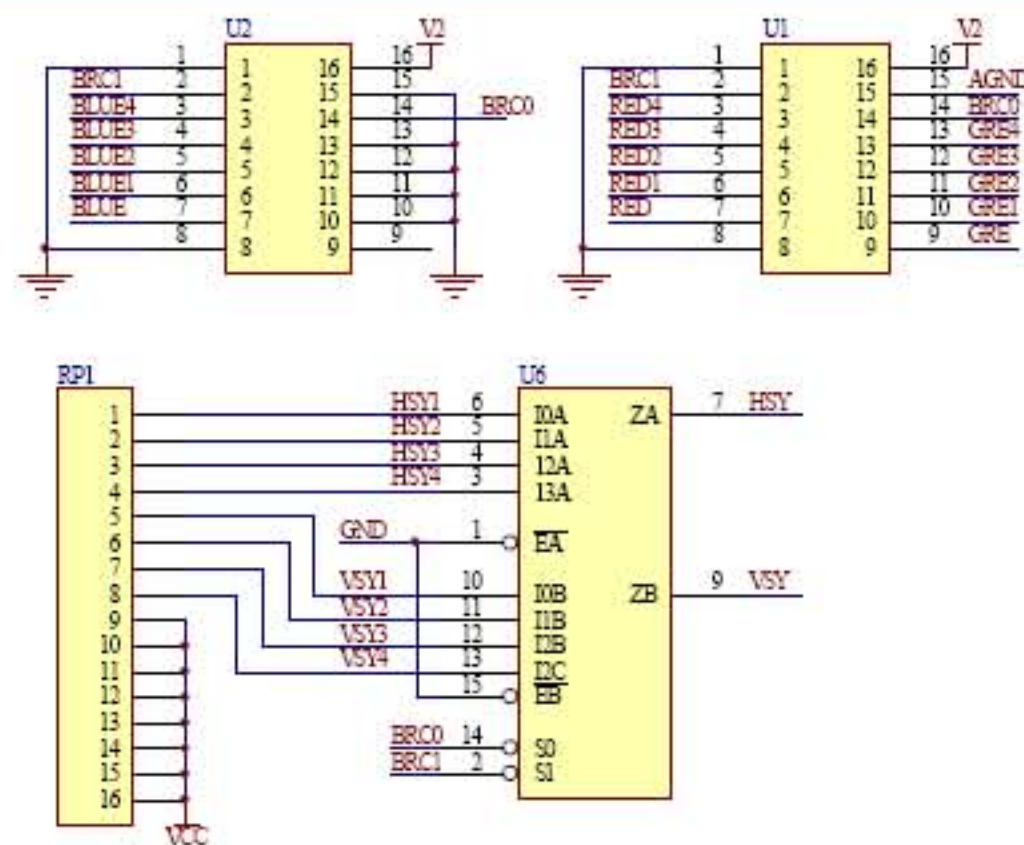 U2
V2
1 1 16 16
BRC1 2 2 15 15
BLUE4 3 3 14 14 BRC0
BLUE3 4 4 13 13
BLUE2 5 5 12 12
BLUE1 6 6 11 11
BLUE 7 7 10 10
8 8 9 9
U1
V2
1 1 16 16
BRC1 2 2 15 15 AGND
RED4 3 3 14 14 BRC0
RED3 4 4 13 13 GRE4
RED2 5 5 12 12 GRE3
RED1 6 6 11 11 GRE2
RED 7 7 10 10 GRE1
8 8 9 9 GRE
RP1
1
2
3
4
5
6
7
8
9
10
11
12
13
14
15
16
VCC
U6
HSY1 6 I0A ZA 7 HSY
HSY2 5 I1A
HSY3 4 12A
HSY4 3 13A
GND 1 EA
VSY1 10 I0B ZB 9 VSY
VSY2 11 I1B
VSY3 12 I2B
VSY4 13 I2C
15 EB
BRC0 14 S0
BRC1 2 S1